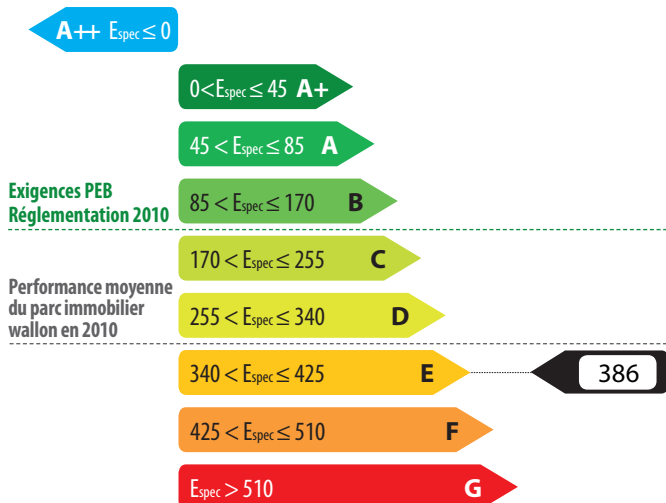 A++ Espec ≤ 0
0<Espec ≤ 45 A+
45 < Espec ≤ 85 A
Exigences PEB
Réglementation 2010
85 < Espec ≤ 170 B
170 < Espec ≤ 255 C
Performance moyenne
du parc immobilier
wallon en 2010
255 < Espec ≤ 340 D
340 < Espec ≤ 425 E
386
425 < Espec ≤ 510 F
Espec > 510 G